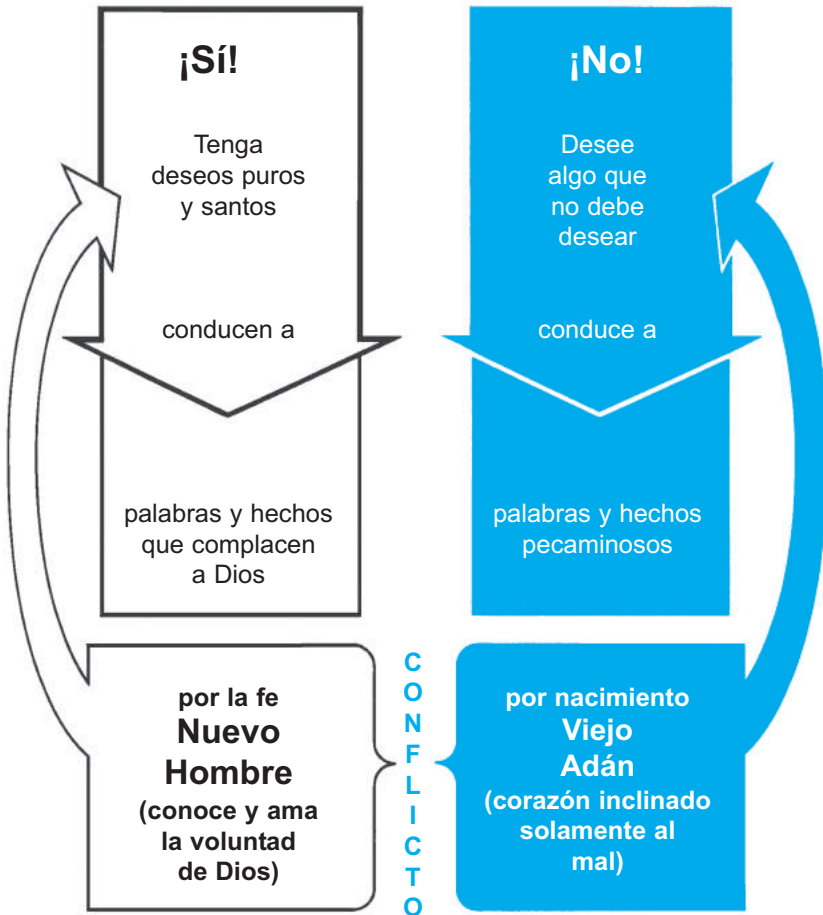 ¡Sí!
Tenga
deseos puros
y santos
conducen a
palabras y hechos
que complacen
a Dios
por la fe
Nuevo
Hombre
(conoce y ama
la voluntad
de Dios)
CONFLICTO
¡No!
Desee
algo que
no debe
desear
conduce a
palabras y hechos
pecaminosos
por nacimiento
Viejo
Adán
(corazón inclinado
solamente al
mal)